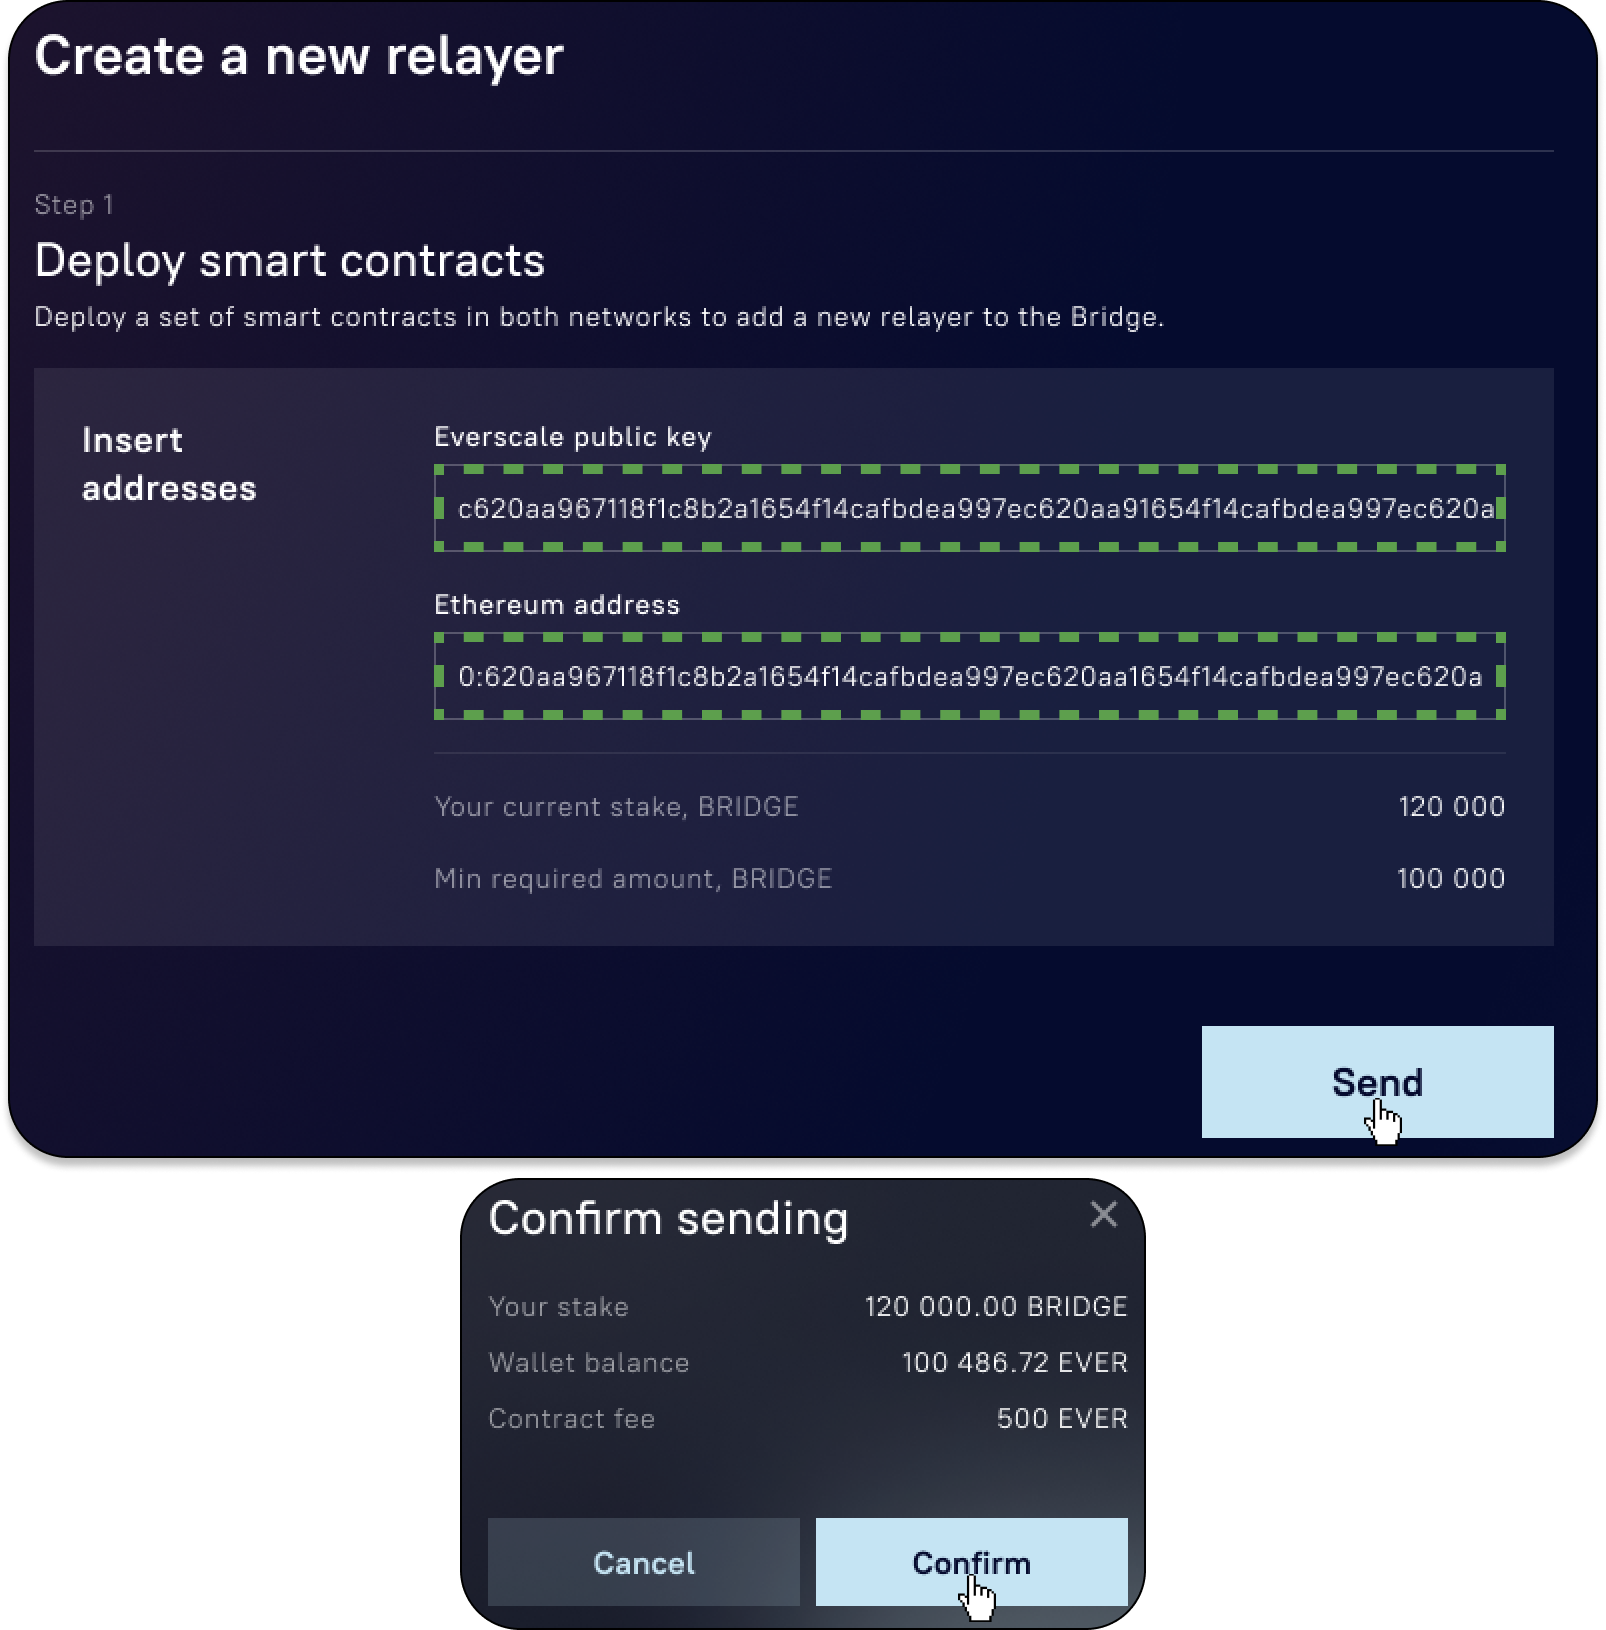 Create a new relayer
Step 1
Deploy smart contracts
Deploy a set of smart contracts in both networks to add a new relayer to the Bridge.
Insert
addresses
Everscale public key
c620aa967118f1c8b2a1654f14cafbdea997ec620aa91654f14cafbdea997ec620a
Ethereum address
0:620aa967118f1c8b2a1654f14cafbdea997ec620aa1654f14cafbdea997ec620a
Your current stake, BRIDGE 120 000
Min required amount, BRIDGE 100 000
Send
Confirm sending
Your stake 120 000.00 BRIDGE
Wallet balance 100 486.72 EVER
Contract fee 500 EVER
Cancel Confirm